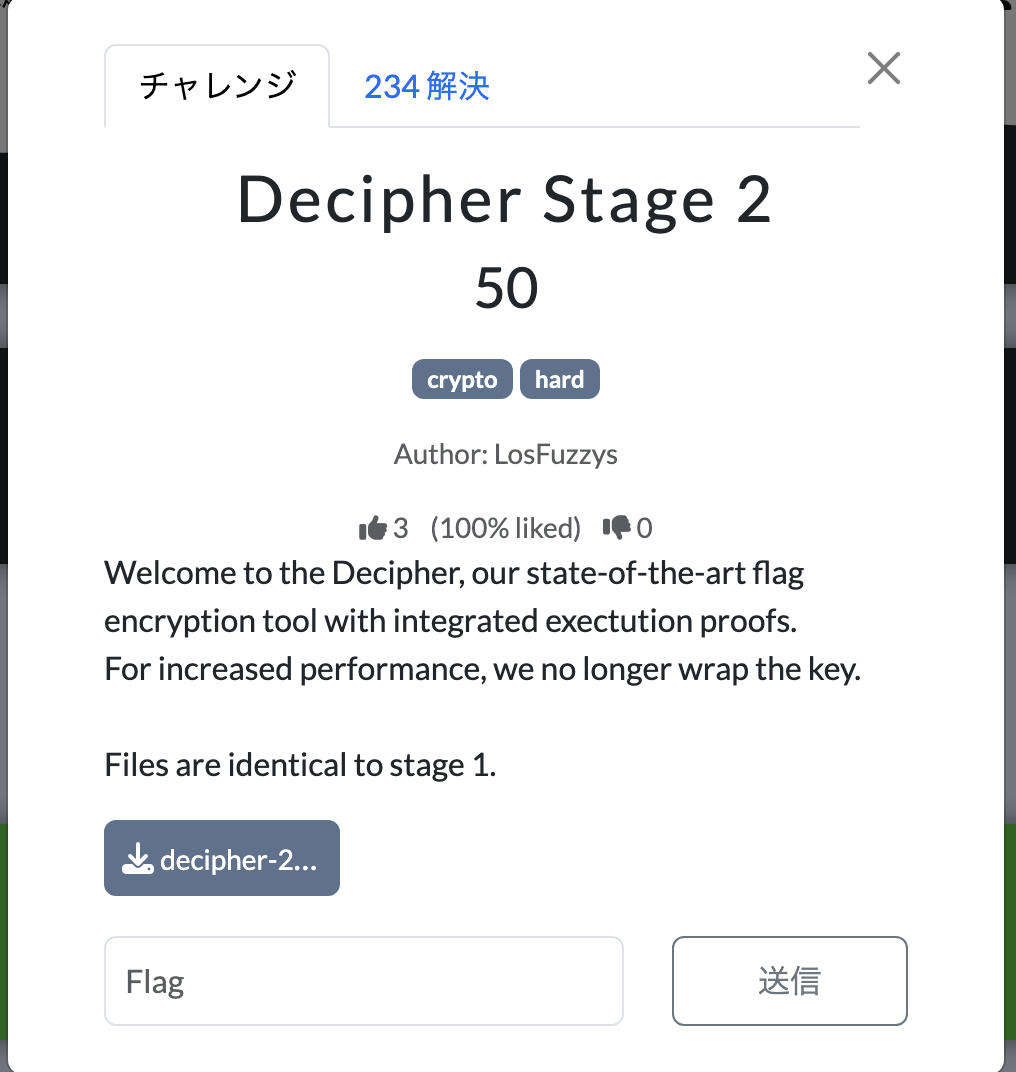 チャレンジ
234 解決
Decipher Stage 2
50
crypto hard
Author: LosFuzzys
3 (100% liked) 0
Welcome to the Decipher, our state-of-the-art flag
encryption tool with integrated exectution proofs.
For increased performance, we no longer wrap the key.
Files are identical to stage 1.
decipher-2...
Flag
送信